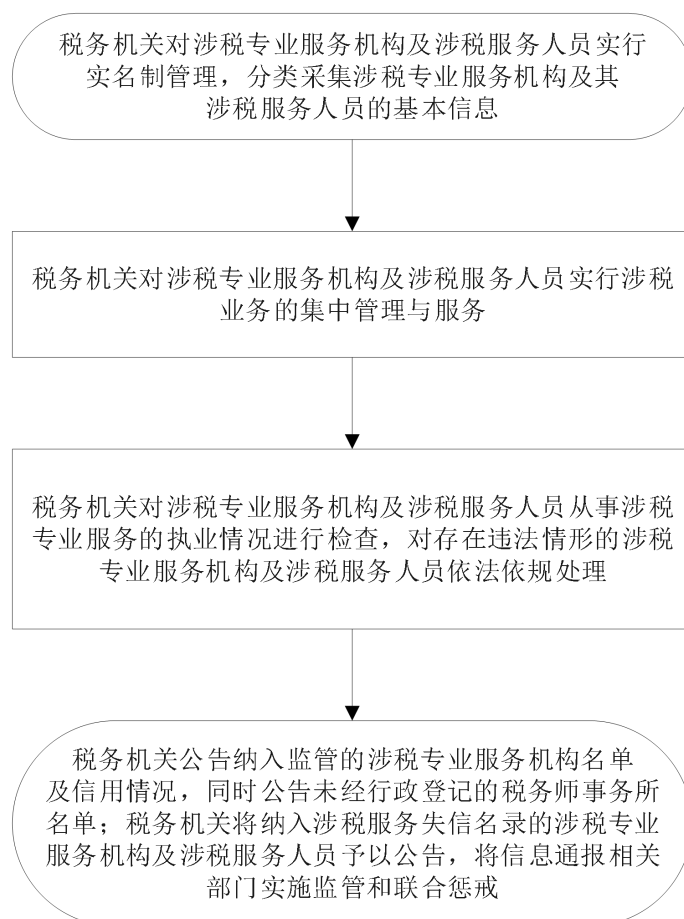 税务机关对涉税专业服务机构及涉税服务人员实行
实名制管理，分类采集涉税专业服务机构及其
涉税服务人员的基本信息
税务机关对涉税专业服务机构及涉税服务人员实行涉税
业务的集中管理与服务
税务机关对涉税专业服务机构及涉税服务人员从事涉税
专业服务的执业情况进行检查，对存在违法情形的涉税
专业服务机构及涉税服务人员依法依规处理
税务机关公告纳入监管的涉税专业服务机构名单
及信用情况，同时公告未经行政登记的税务师事务所
名单；税务机关将纳入涉税服务失信名录的涉税专业
服务机构及涉税服务人员予以公告，将信息通报相关
部门实施监管和联合惩戒